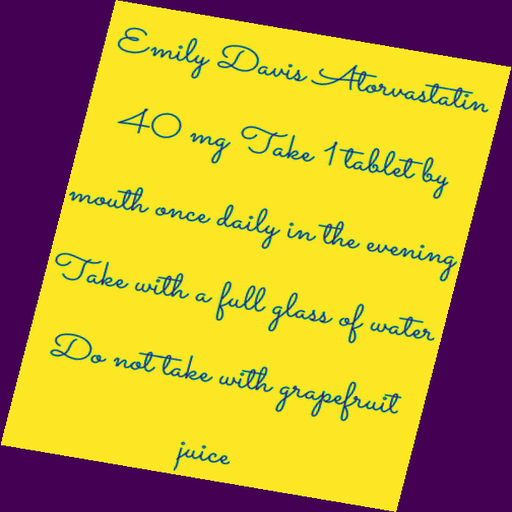 Emily Davis Atorvastatin
40 mg Take 1 tablet by
mouth once daily in the evening
Take with a full glass of water
Do not take with grapefruit
juice